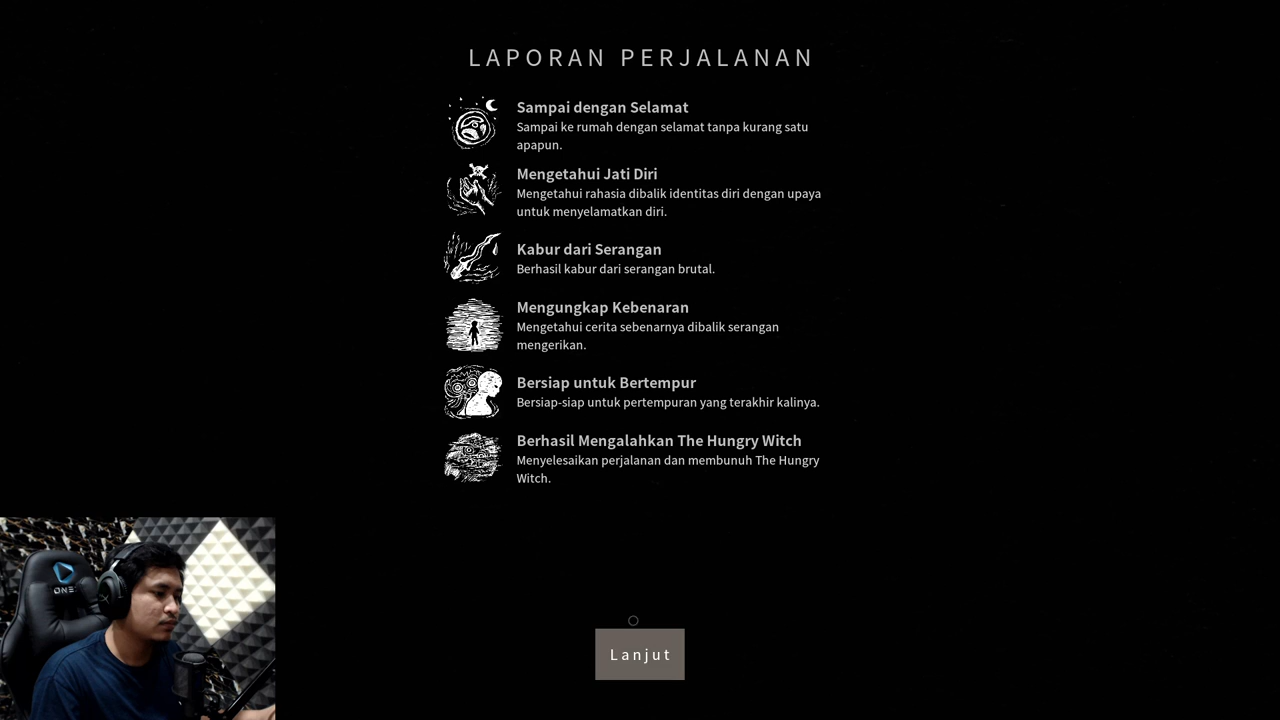 LAPORAN PERJALANAN
Sampai dengan Selamat
Sampai ke rumah dengan selamat tanpa kurang satu
apapun.
Mengetahui Jati Diri
Mengetahui rahasia dibalik identitas diri dengan upaya
untuk menyelamatkan diri.
Kabur dari Serangan
Berhasil kabur dari serangan brutal.
Mengungkap Kebenaran
Mengetahui cerita sebenarnya dibalik serangan
mengerikan.
Bersiap untuk Bertempur
Bersiap-siap untuk pertempuran yang terakhir kalinya.
Berhasil Mengalahkan The Hungry Witch
Menyelesaikan perjalanan dan membunuh The Hungry
Witch.
ONE
Lanjut